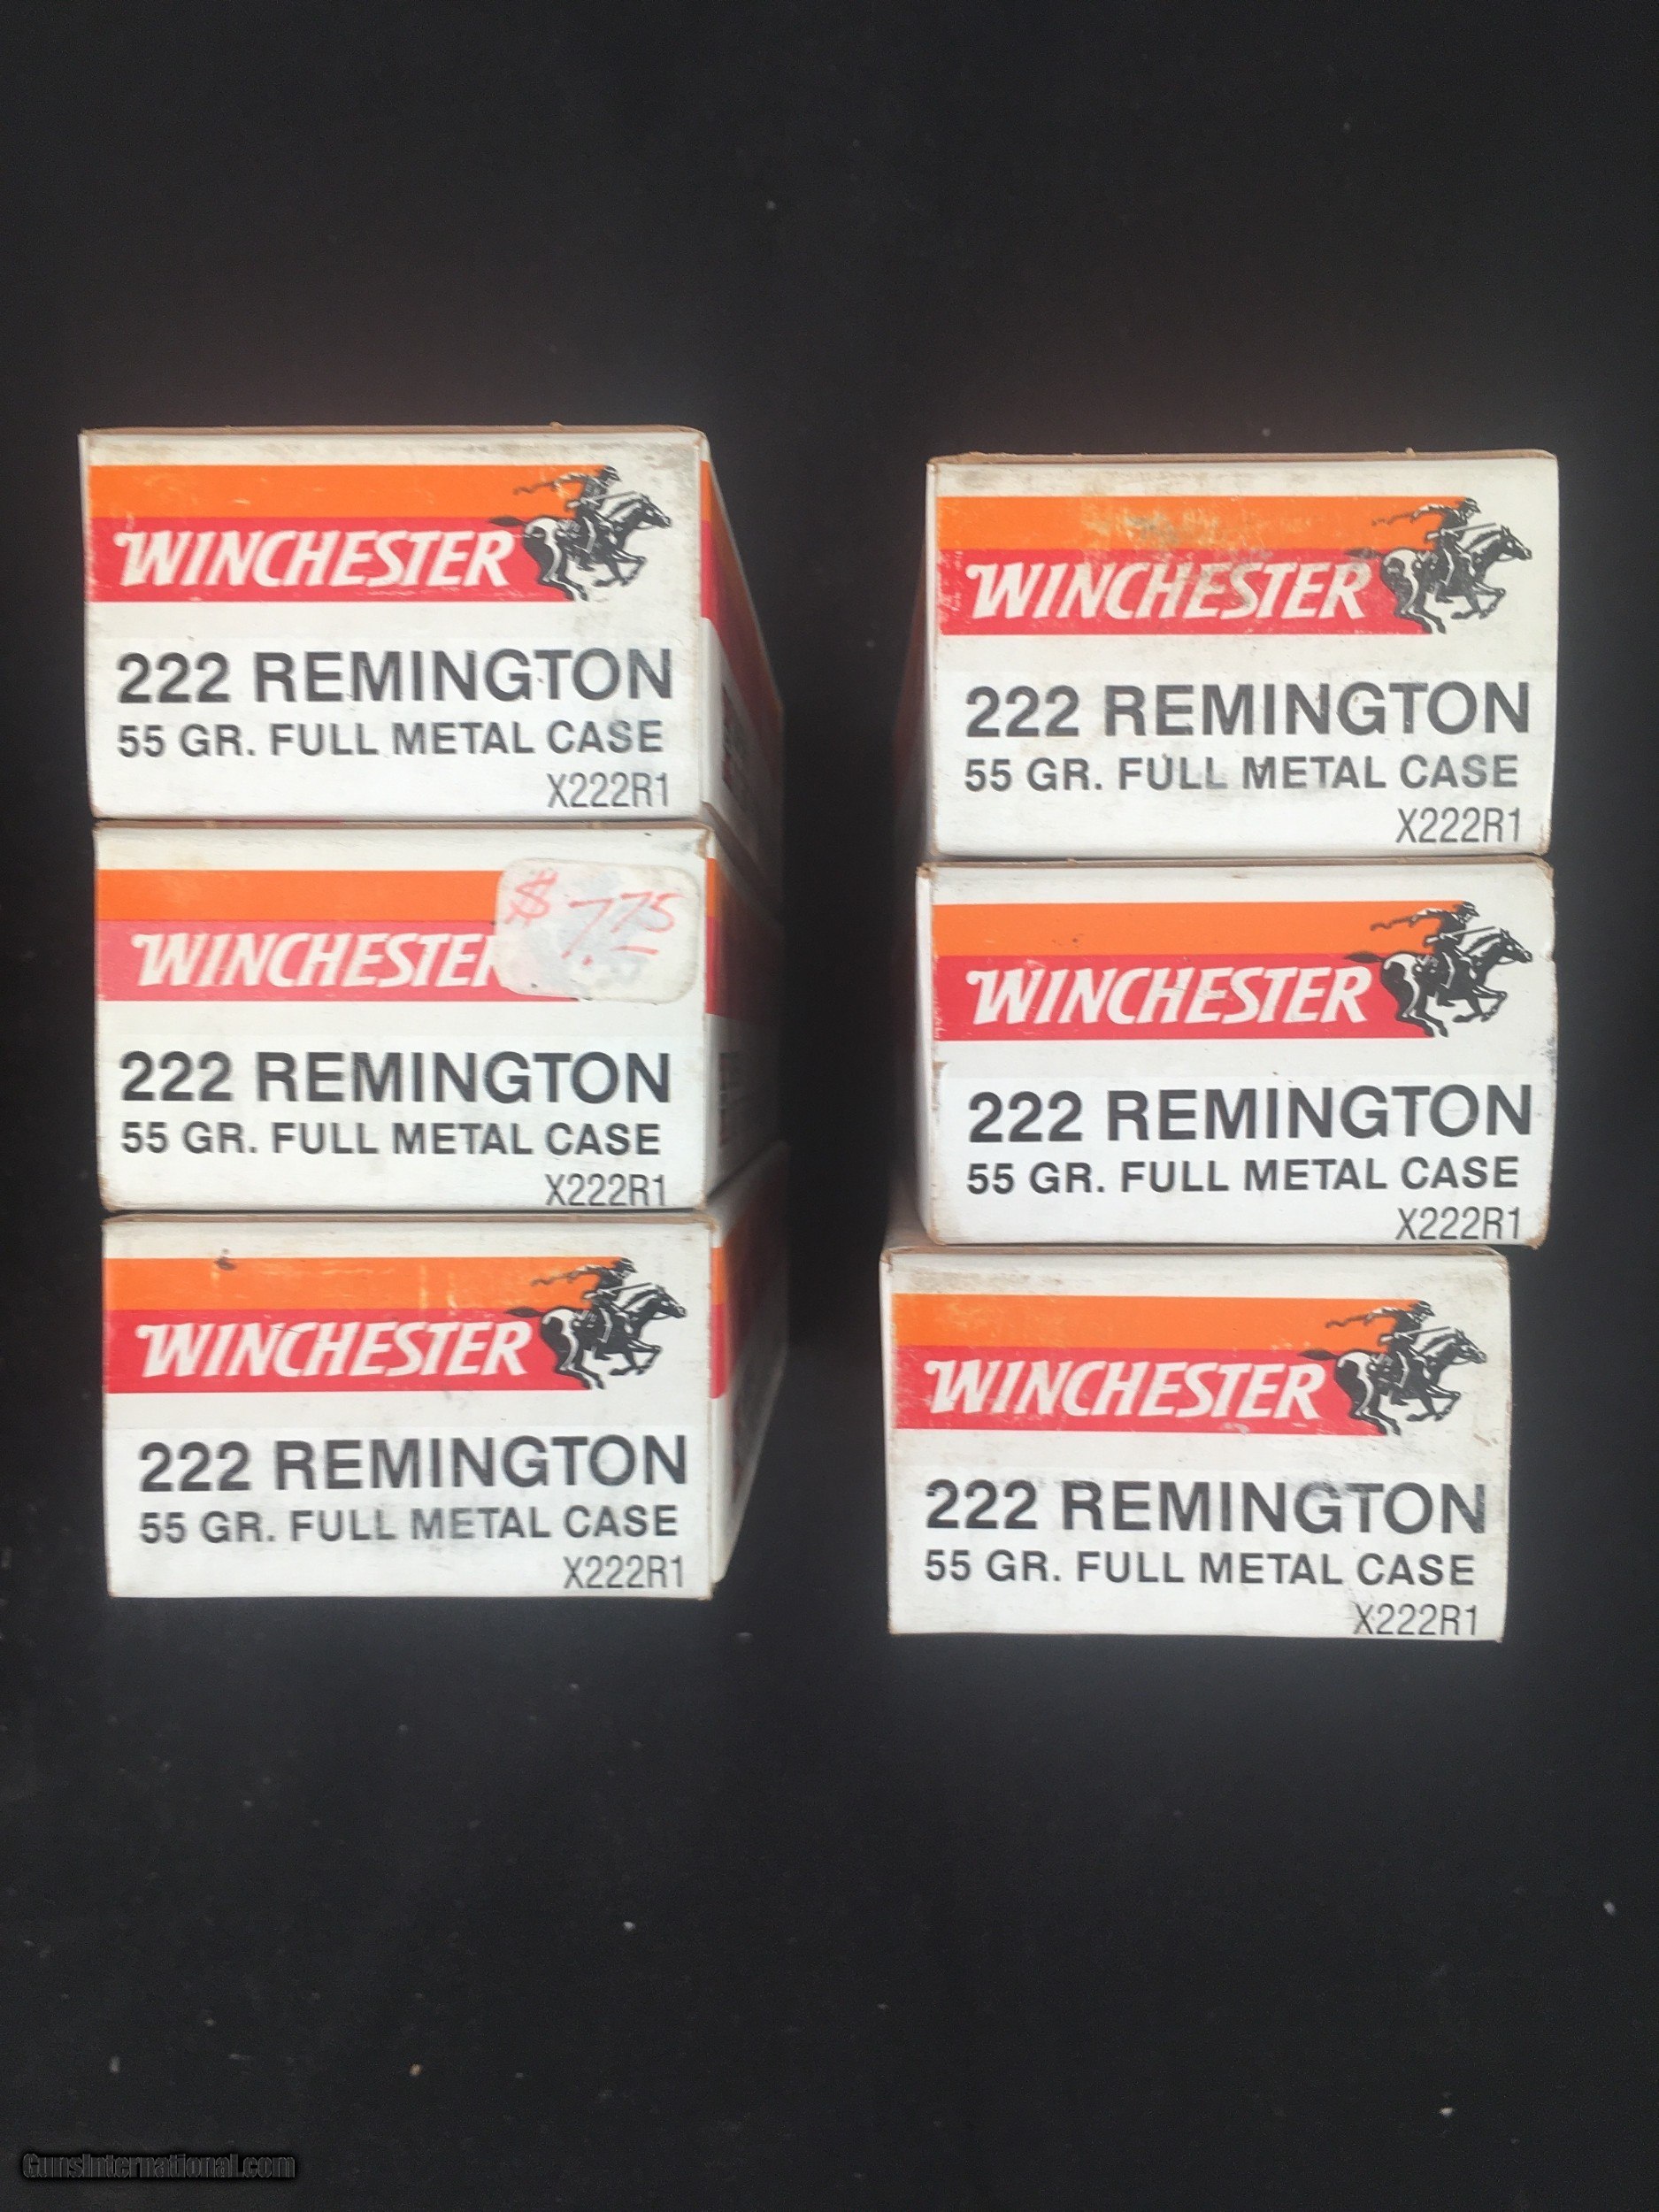 WINCHESTER
222 REMINGTON
55 GR. FULL METAL CASE
X222R1
$ 7.75
WINCHESTER
222 REMINGTON
55 GR. FULL METAL CASE
X222R1
WINCHESTER
222 REMINGTON
55 GR. FULL METAL CASE
X222R1
WINCHESTER
222 REMINGTON
55 GR. FULL METAL CASE
X222R1
WINCHESTER
222 REMINGTON
55 GR. FULL METAL CASE
X222R1
WINCHESTER
222 REMINGTON
55 GR. FULL METAL CASE
X222R1
GunsInternational.com